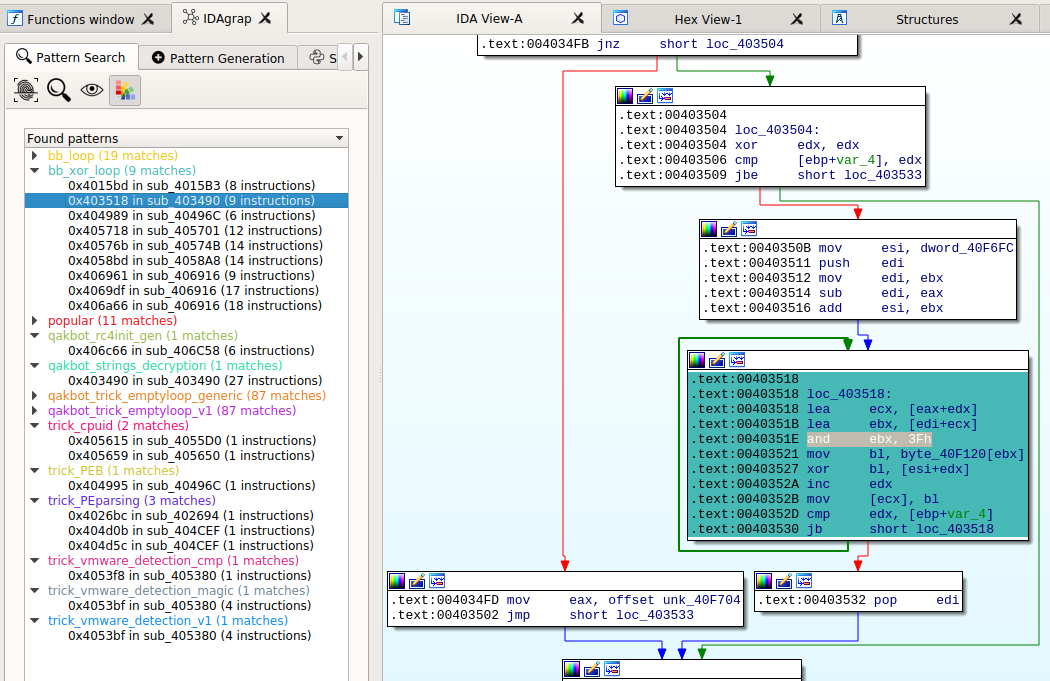 Functions window
IDAgrap
IDA View-A
Hex View-1
Structures
Pattern Search
Pattern Generation
S
Found patterns
bb_loop (19 matches)
bb_xor_loop (9 matches)
0x4015bd in sub_4015B3 (8 instructions)
0x403518 in sub_403490 (9 instructions)
0x404989 in sub_40496C (6 instructions)
0x405718 in sub_405701 (12 instructions)
0x40576b in sub_40574B (14 instructions)
0x4058bd in sub_4058A8 (14 instructions)
0x406961 in sub_406916 (9 instructions)
0x4069df in sub_406916 (17 instructions)
0x406a66 in sub_406916 (18 instructions)
popular (11 matches)
qakbot_rc4init_gen (1 matches)
0x406c66 in sub_406C58 (6 instructions)
qakbot_strings_decryption (1 matches)
0x403490 in sub_403490 (27 instructions)
qakbot_trick_emptyloop_generic (87 matches)
qakbot_trick_emptyloop_v1 (87 matches)
trick_cpuid (2 matches)
0x405615 in sub_4055D0 (1 instructions)
0x405659 in sub_405650 (1 instructions)
trick_PEB (1 matches)
0x404995 in sub_40496C (1 instructions)
trick_PEparsing (3 matches)
0x4026bc in sub_402694 (1 instructions)
0x404d0b in sub_404CEF (1 instructions)
0x404d5c in sub_404CEF (1 instructions)
trick_vmware_detection_cmp (1 matches)
0x4053f8 in sub_405380 (1 instructions)
trick_vmware_detection_magic (1 matches)
0x4053bf in sub_405380 (4 instructions)
trick_vmware_detection_v1 (1 matches)
0x4053bf in sub_405380 (4 instructions)
.text:004034FB jnz short loc_403504
.text:00403504
.text:00403504 loc_403504:
.text:00403504 xor edx, edx
.text:00403506 cmp [ebp+var_4], edx
.text:00403509 jbe short loc_403533
.text:0040350B mov esi, dword_40F6FC
.text:00403511 push edi
.text:00403512 mov edi, ebx
.text:00403514 sub edi, eax
.text:00403516 add esi, ebx
.text:00403518
.text:00403518 loc_403518:
.text:00403518 lea ecx, [eax+edx]
.text:0040351B lea ebx, [edi+ecx]
.text:0040351E and ebx, 3Fh
.text:00403521 mov bl, byte_40F120[ebx]
.text:00403527 xor bl, [esi+edx]
.text:0040352A inc edx
.text:0040352B mov [ecx], bl
.text:0040352D cmp edx, [ebp+var_4]
.text:00403530 jb short loc_403518
.text:004034FD mov eax, offset unk_40F704
.text:00403502 jmp short loc_403533
.text:00403532 pop edi